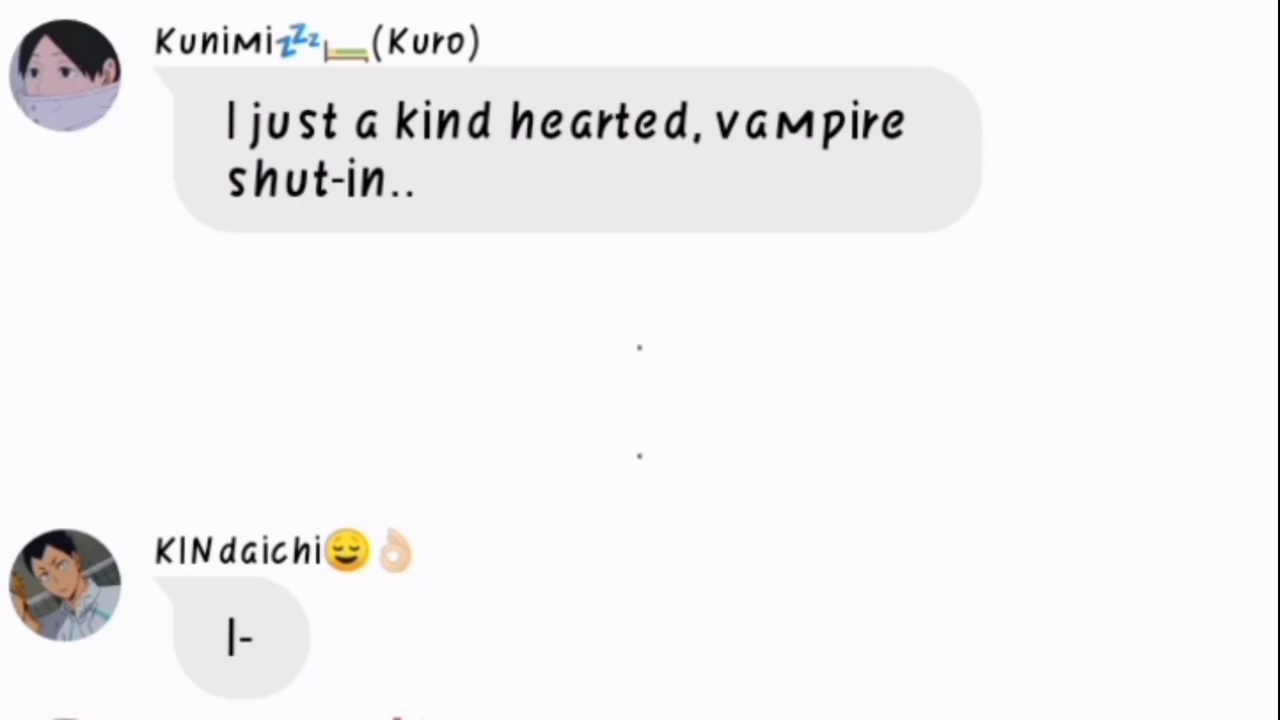 Kunimi💤🛏️(Kuro)
I just a kind hearted, vampire
shut-in..
.
.
KINdaichi😌👌🏻
I-